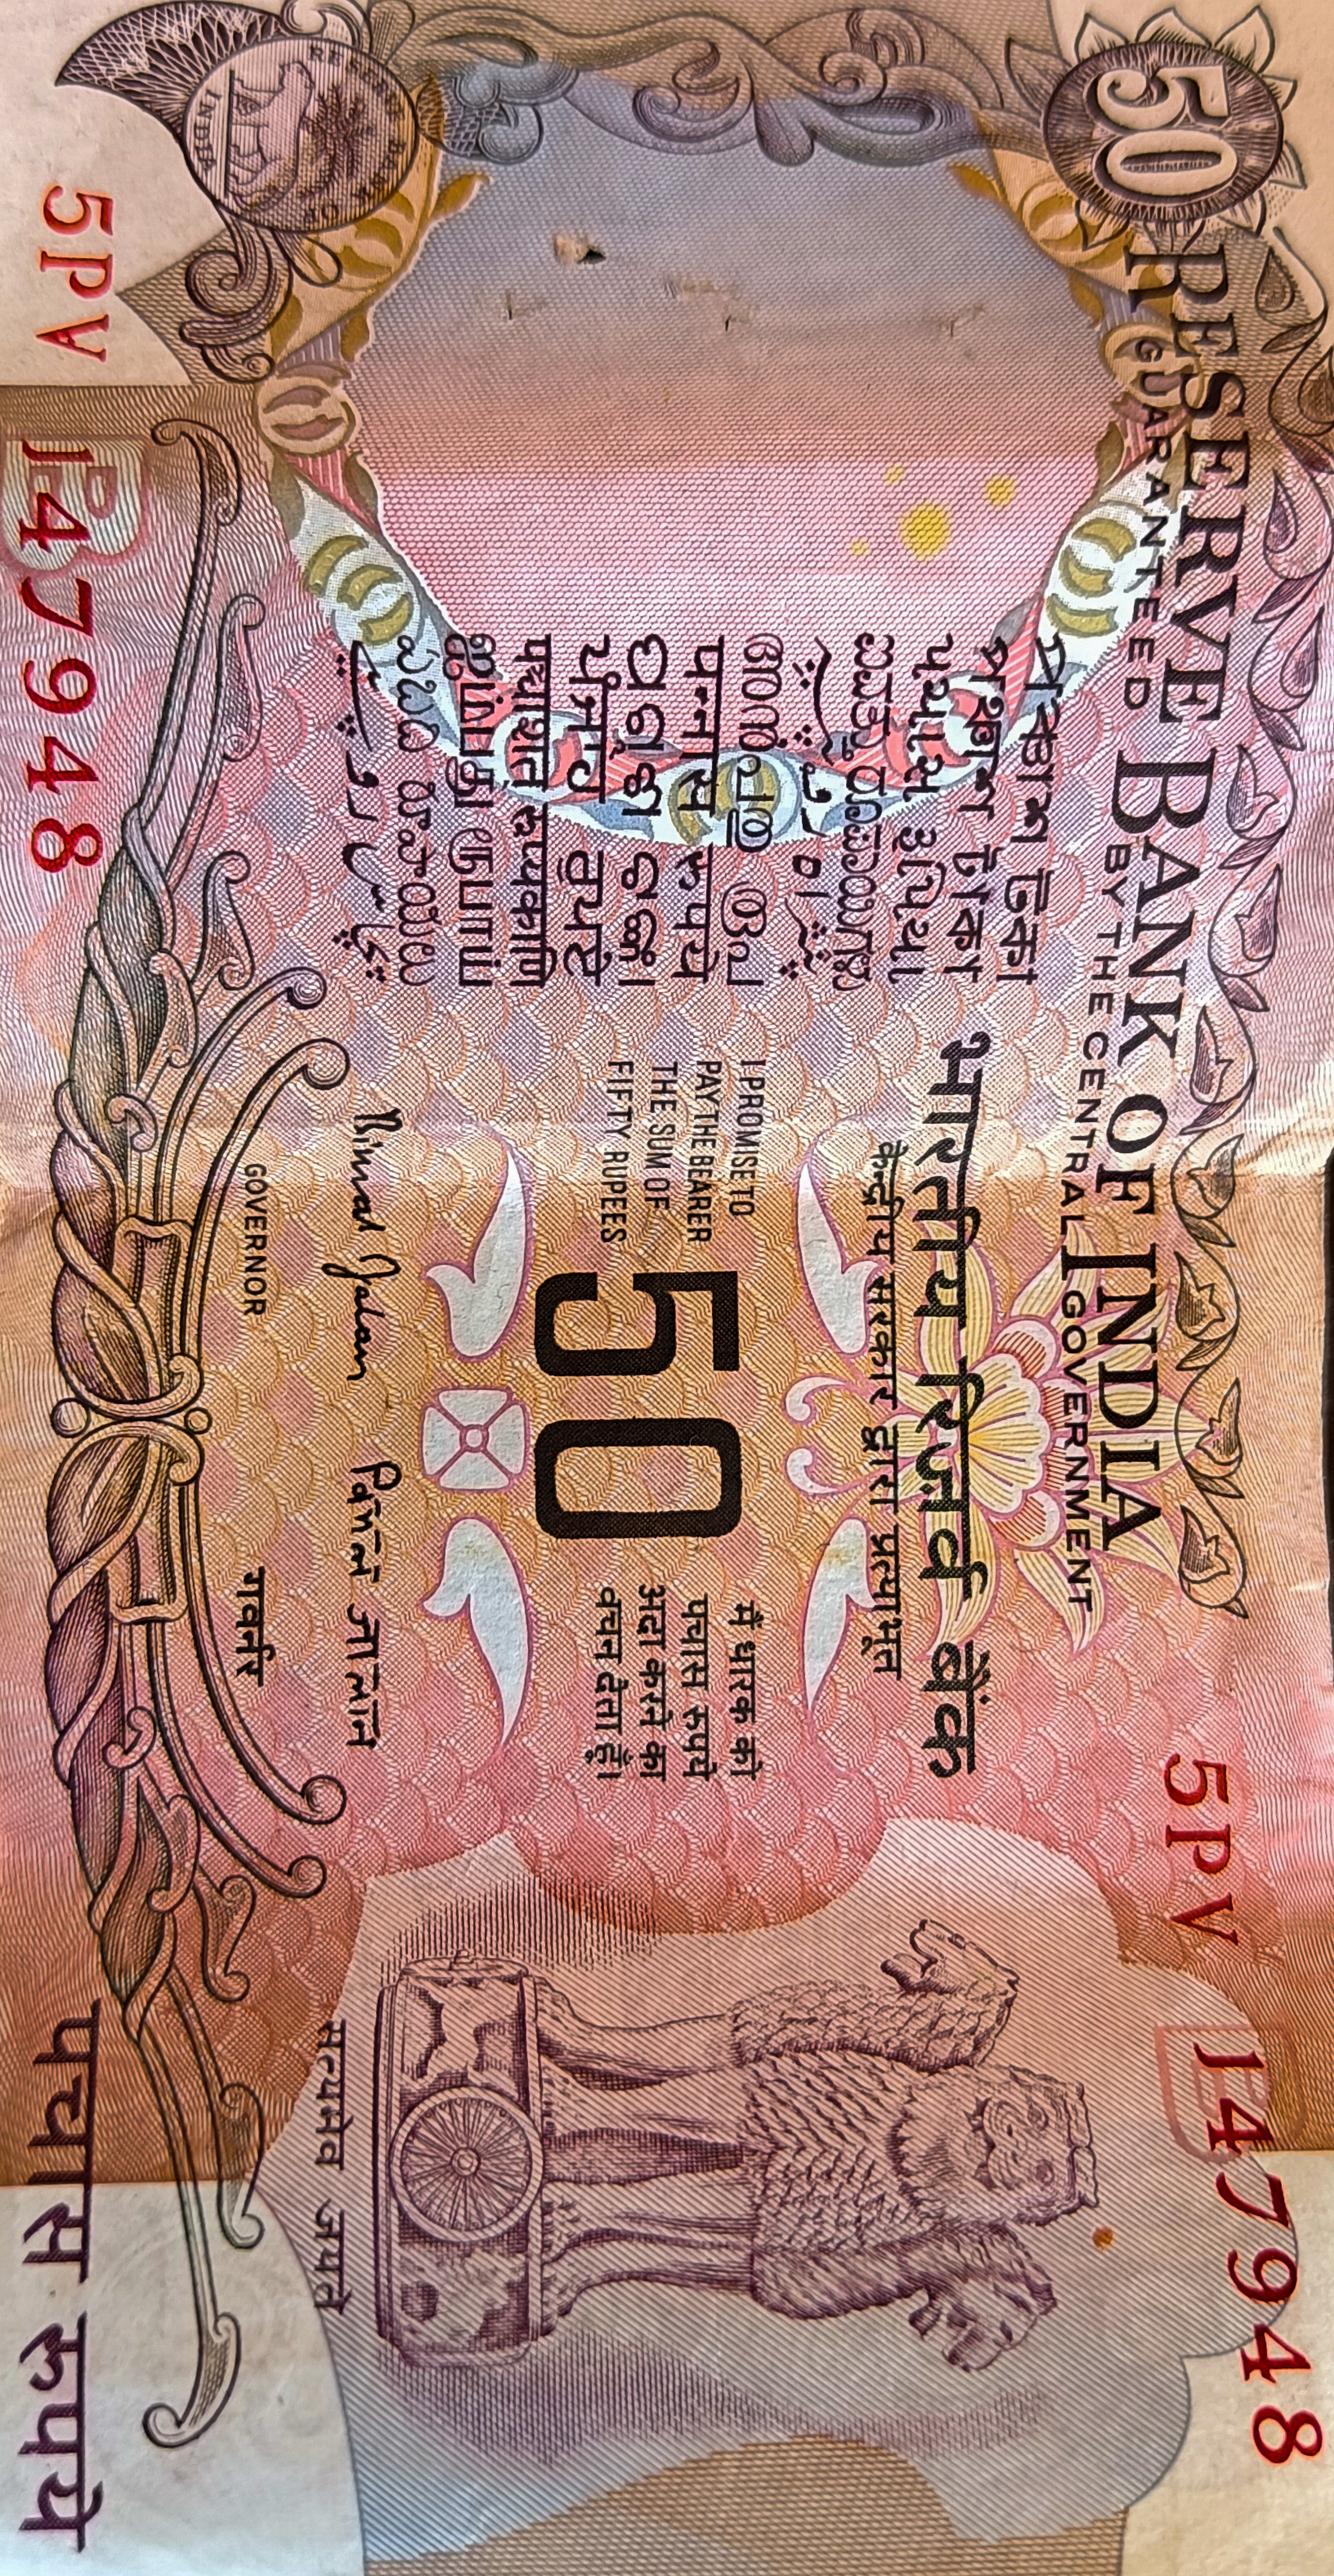 50
RESERVE BANK OF INDIA
GUARANTEED BY THE CENTRAL GOVERNMENT
5PV 147948
পঞ্চাশ টকা
পঞ্চাশ টাকা
પચાસ રૂપિયા
ಐವತ್ತು ರೂಪಾಯಿಗಳು
پَنٛژاہ رۄپیہِ
അൻപതു രൂപ
पन्नास रुपये
ପଚାଶ ଟଙ୍କା
ਪੰਜਾਹ ਰੁਪਏ
पञ्चाशत् रूप्यकाणि
ஐம்பது ரூபாய்
ఏబది రూపాయలు
پچاس روپیے
भारतीय रिज़र्व बैंक
केन्द्रीय सरकार द्वारा प्रत्याभूत
I PROMISE TO
PAY THE BEARER
THE SUM OF
FIFTY RUPEES
50
मैं धारक को
पचास रुपये
अदा करने का
वचन देता हूँ।
Bimal Jalan
बिमल जालान
GOVERNOR
गवर्नर
सत्यमेव जयते
RESERVE BANK OF
INDIA
5PV 147948
पचास रुपये